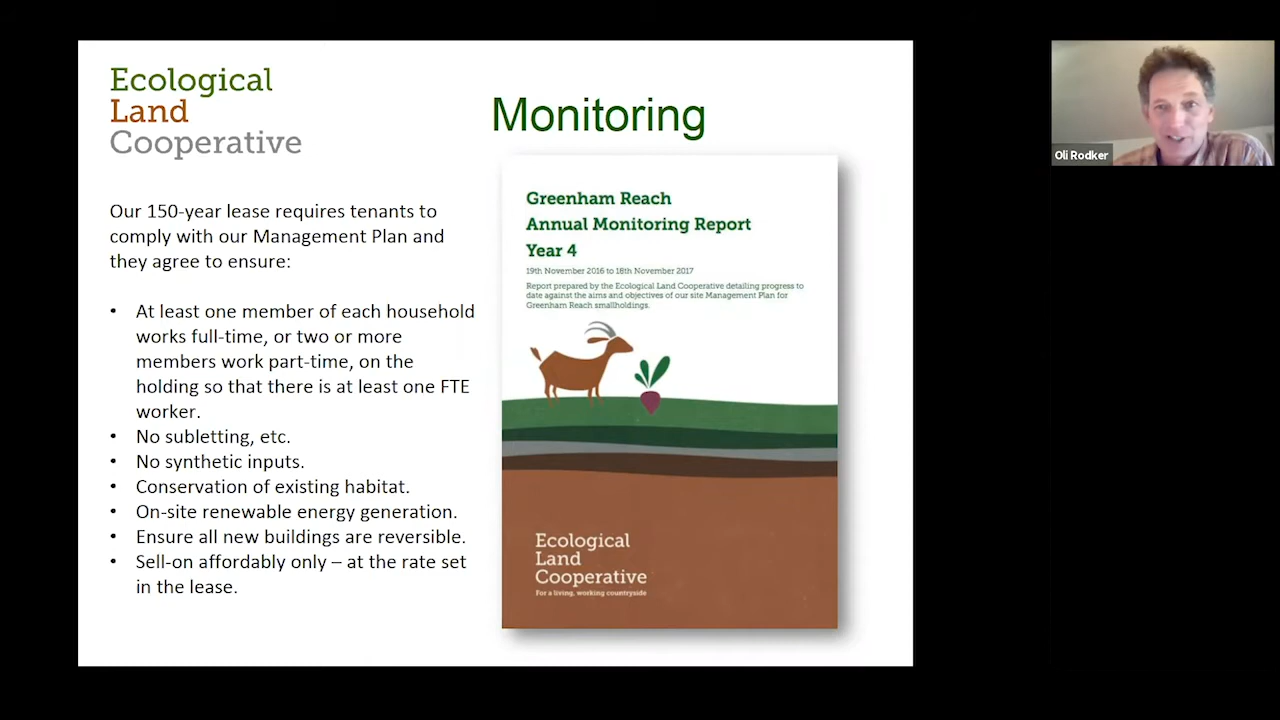 Ecological
Land
Cooperative
Monitoring
Our 150-year lease requires tenants to
comply with our Management Plan and
they agree to ensure:
• At least one member of each household
works full-time, or two or more
members work part-time, on the
holding so that there is at least one FTE
worker.
• No subletting, etc.
• No synthetic inputs.
• Conservation of existing habitat.
• On-site renewable energy generation.
• Ensure all new buildings are reversible.
• Sell-on affordably only – at the rate set
in the lease.
Greenham Reach
Annual Monitoring Report
Year 4
19th November 2016 to 18th November 2017
Report prepared by the Ecological Land Cooperative detailing progress to
date against the aims and objectives of our site Management Plan for
Greenham Reach smallholdings.
Ecological
Land
Cooperative
For a living, working countryside
Oli Rodker